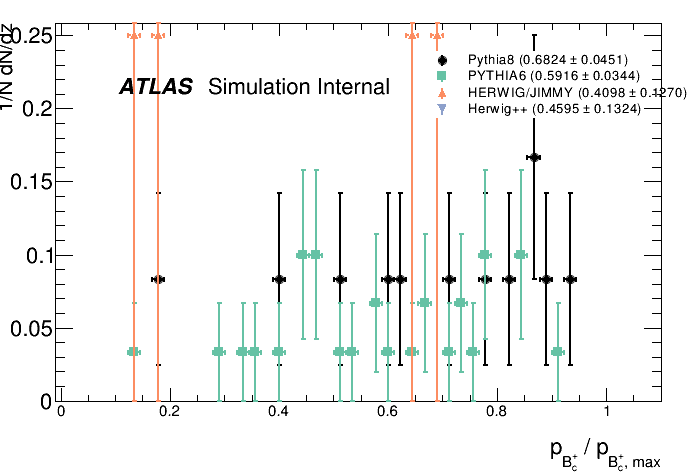 1/N dN/dz
0.25
0.2
0.15
0.1
0.05
0
ATLAS Simulation Internal
Pythia8 (0.6824 ± 0.0451)
PYTHIA6 (0.5916 ± 0.0344)
HERWIG/JIMMY (0.4098 ± 0.1270)
Herwig++ (0.4595 ± 0.1324)
0 0.2 0.4 0.6 0.8 1
p_{B_c^+} / p_{B_c^+, max}